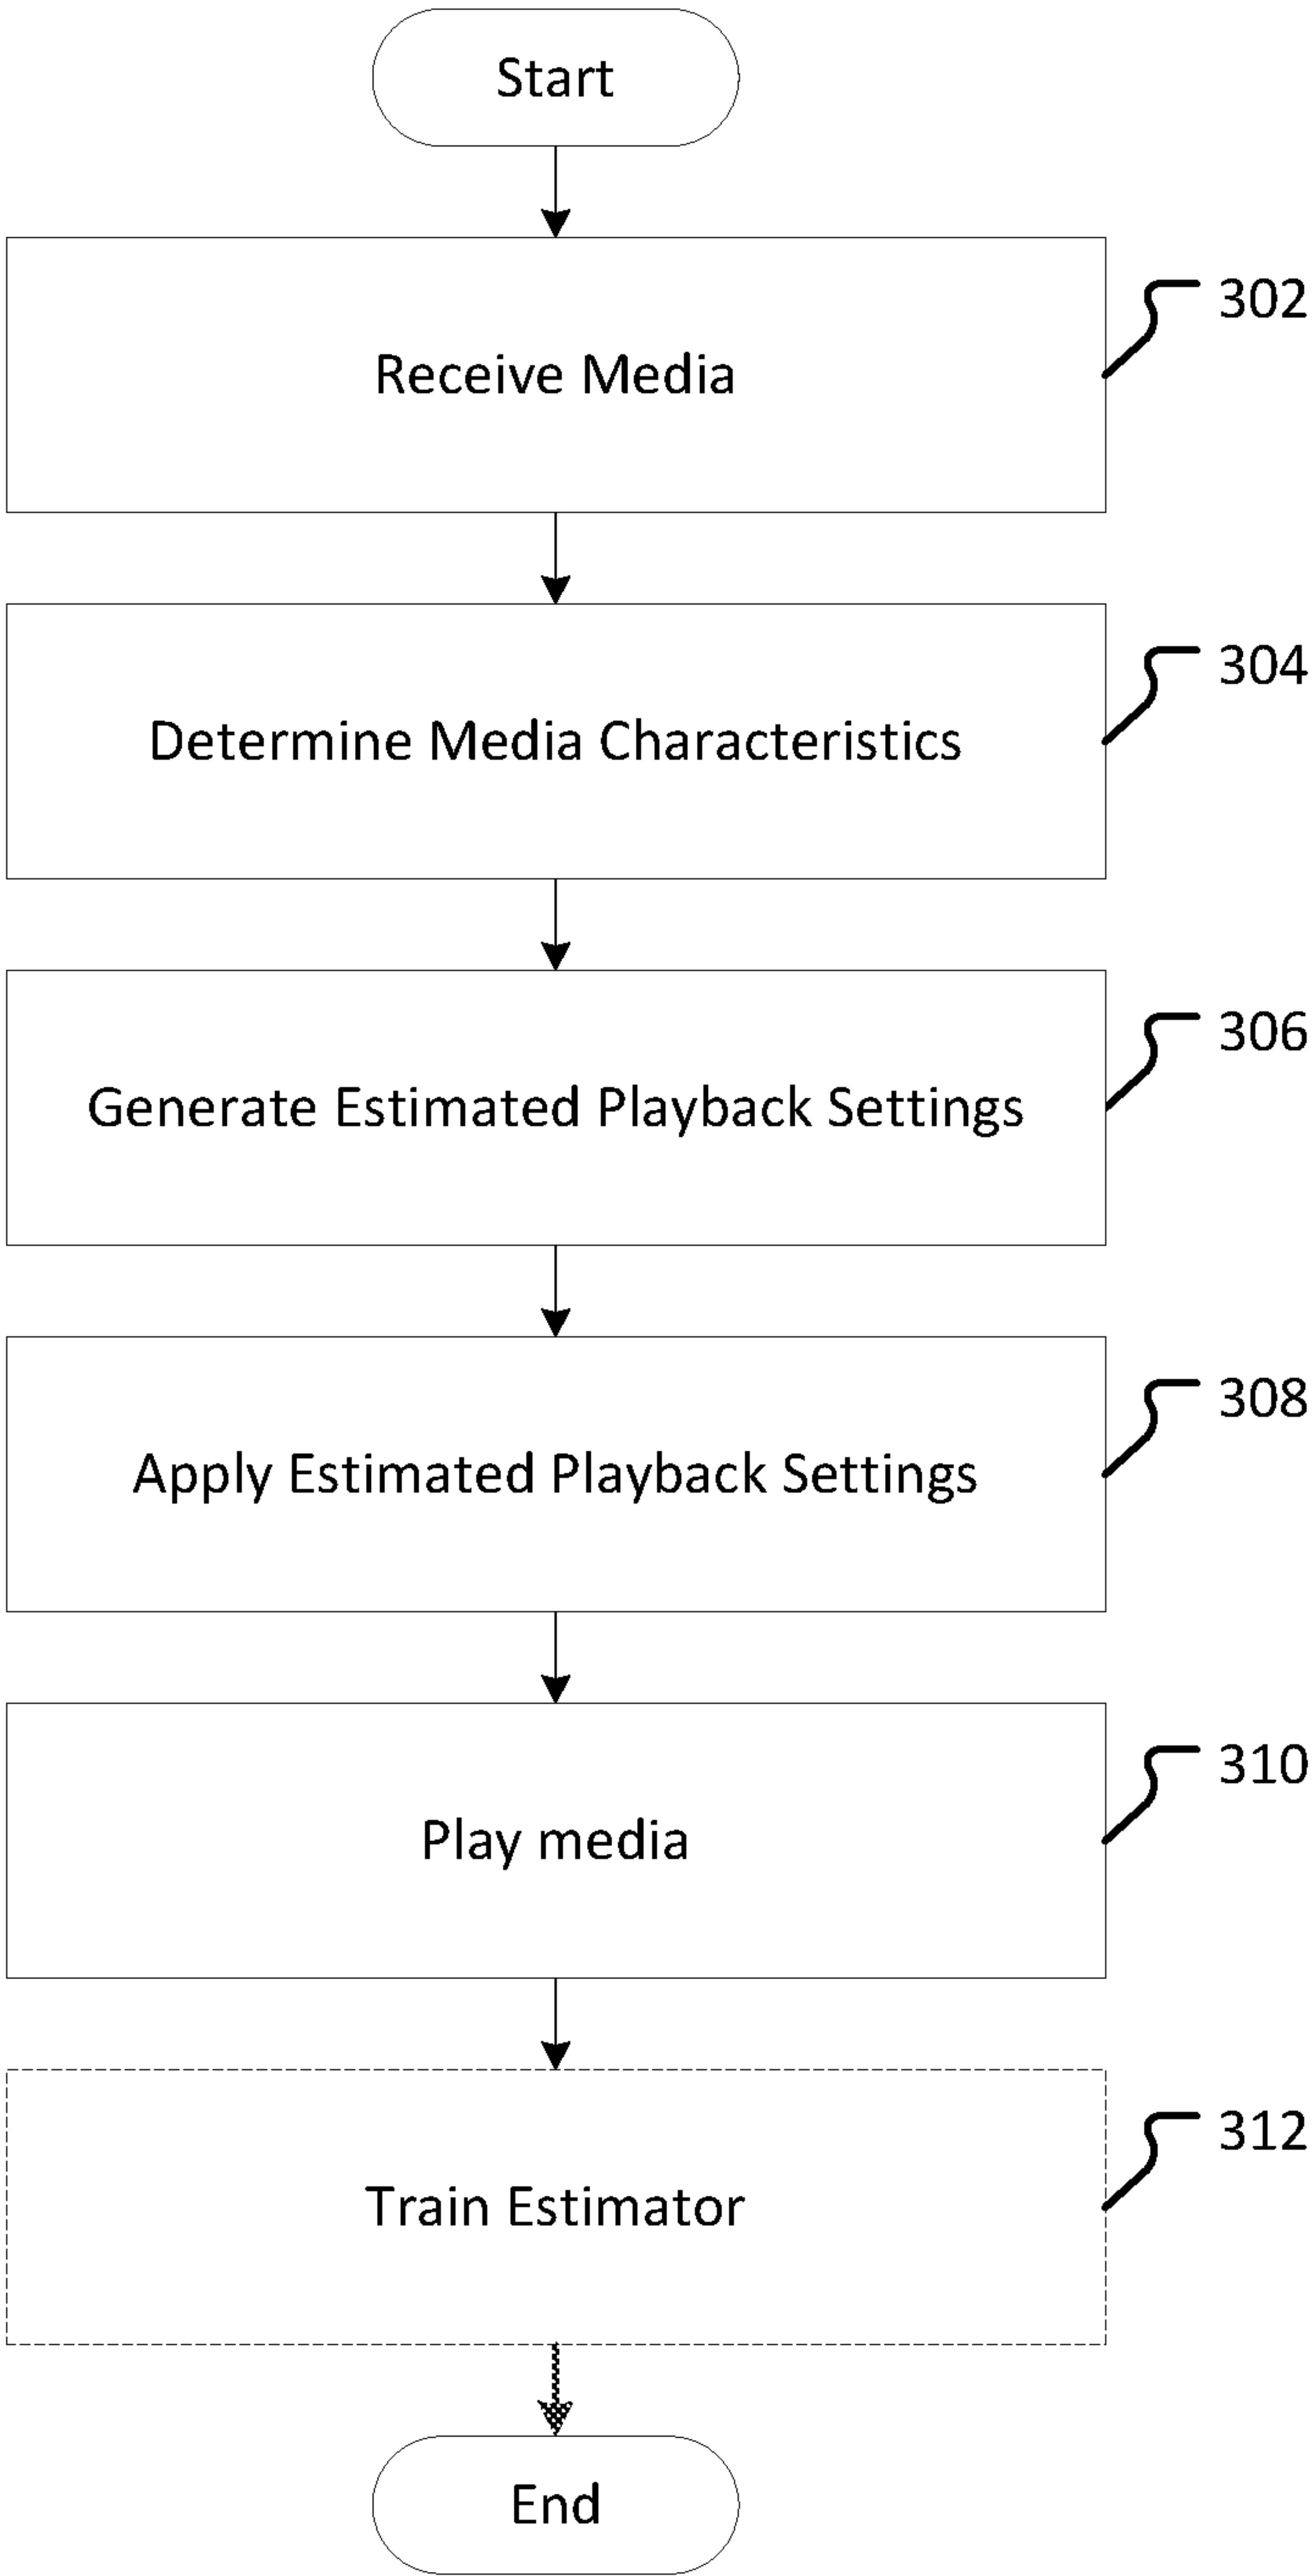 Start
302
Receive Media
304
Determine Media Characteristics
306
Generate Estimated Playback Settings
308
Apply Estimated Playback Settings
310
Play media
312
Train Estimator
End